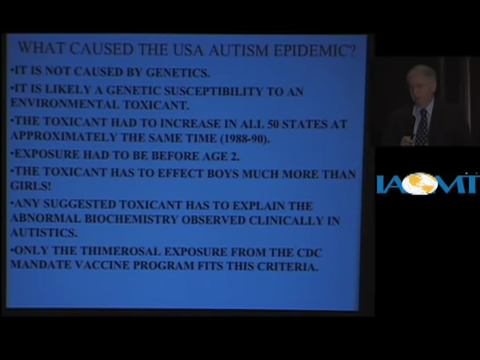 WHAT CAUSED THE USA AUTISM EPIDEMIC?
•IT IS NOT CAUSED BY GENETICS.
•IT IS LIKELY A GENETIC SUSCEPTIBILITY TO AN
ENVIRONMENTAL TOXICANT.
•THE TOXICANT HAD TO INCREASE IN ALL 50 STATES AT
APPROXIMATELY THE SAME TIME (1988-90).
•EXPOSURE HAD TO BE BEFORE AGE 2.
•THE TOXICANT HAS TO EFFECT BOYS MUCH MORE THAN
GIRLS!
•ANY SUGGESTED TOXICANT HAS TO EXPLAIN THE
ABNORMAL BIOCHEMISTRY OBSERVED CLINICALLY IN
AUTISTICS.
•ONLY THE THIMEROSAL EXPOSURE FROM THE CDC
MANDATE VACCINE PROGRAM FITS THIS CRITERIA.
IAOMT